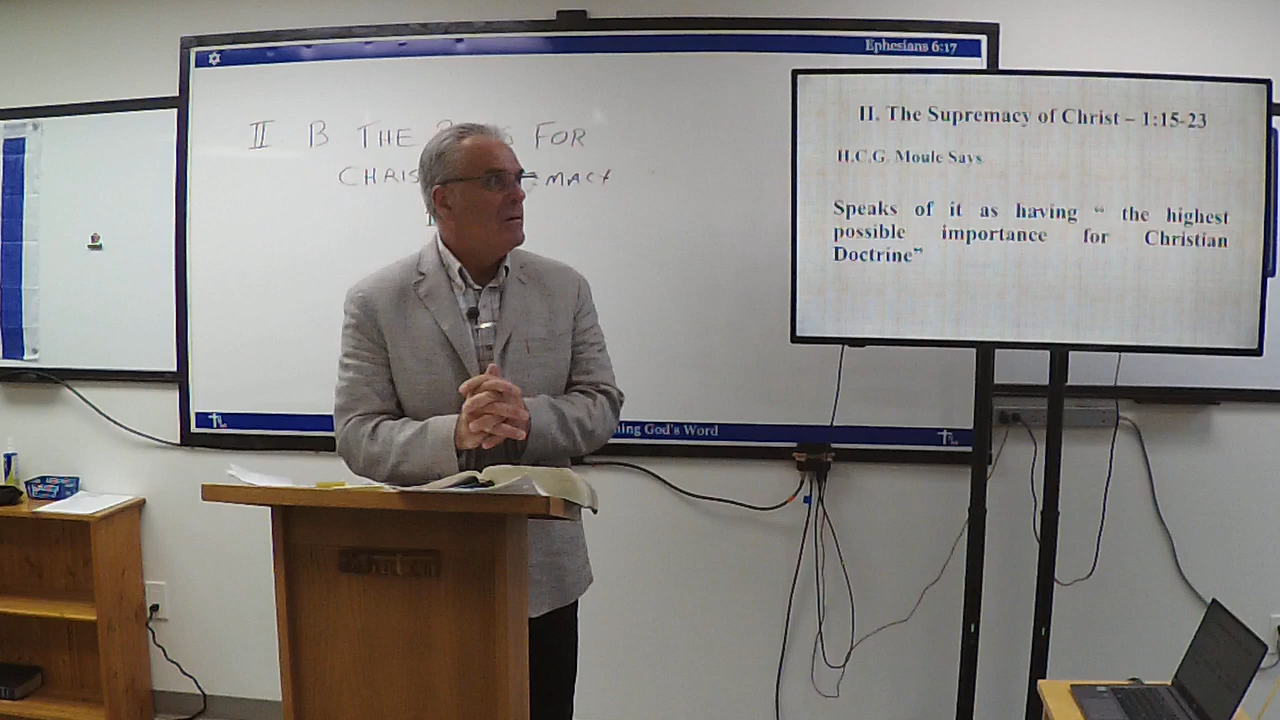 Ephesians 6:17
II B THE FOR
CHRIS MACY
II. The Supremacy of Christ – 1:15-23
H.C.G. Moule Says
Speaks of it as having “ the highest
possible importance for Christian
Doctrine”
ing God's Word